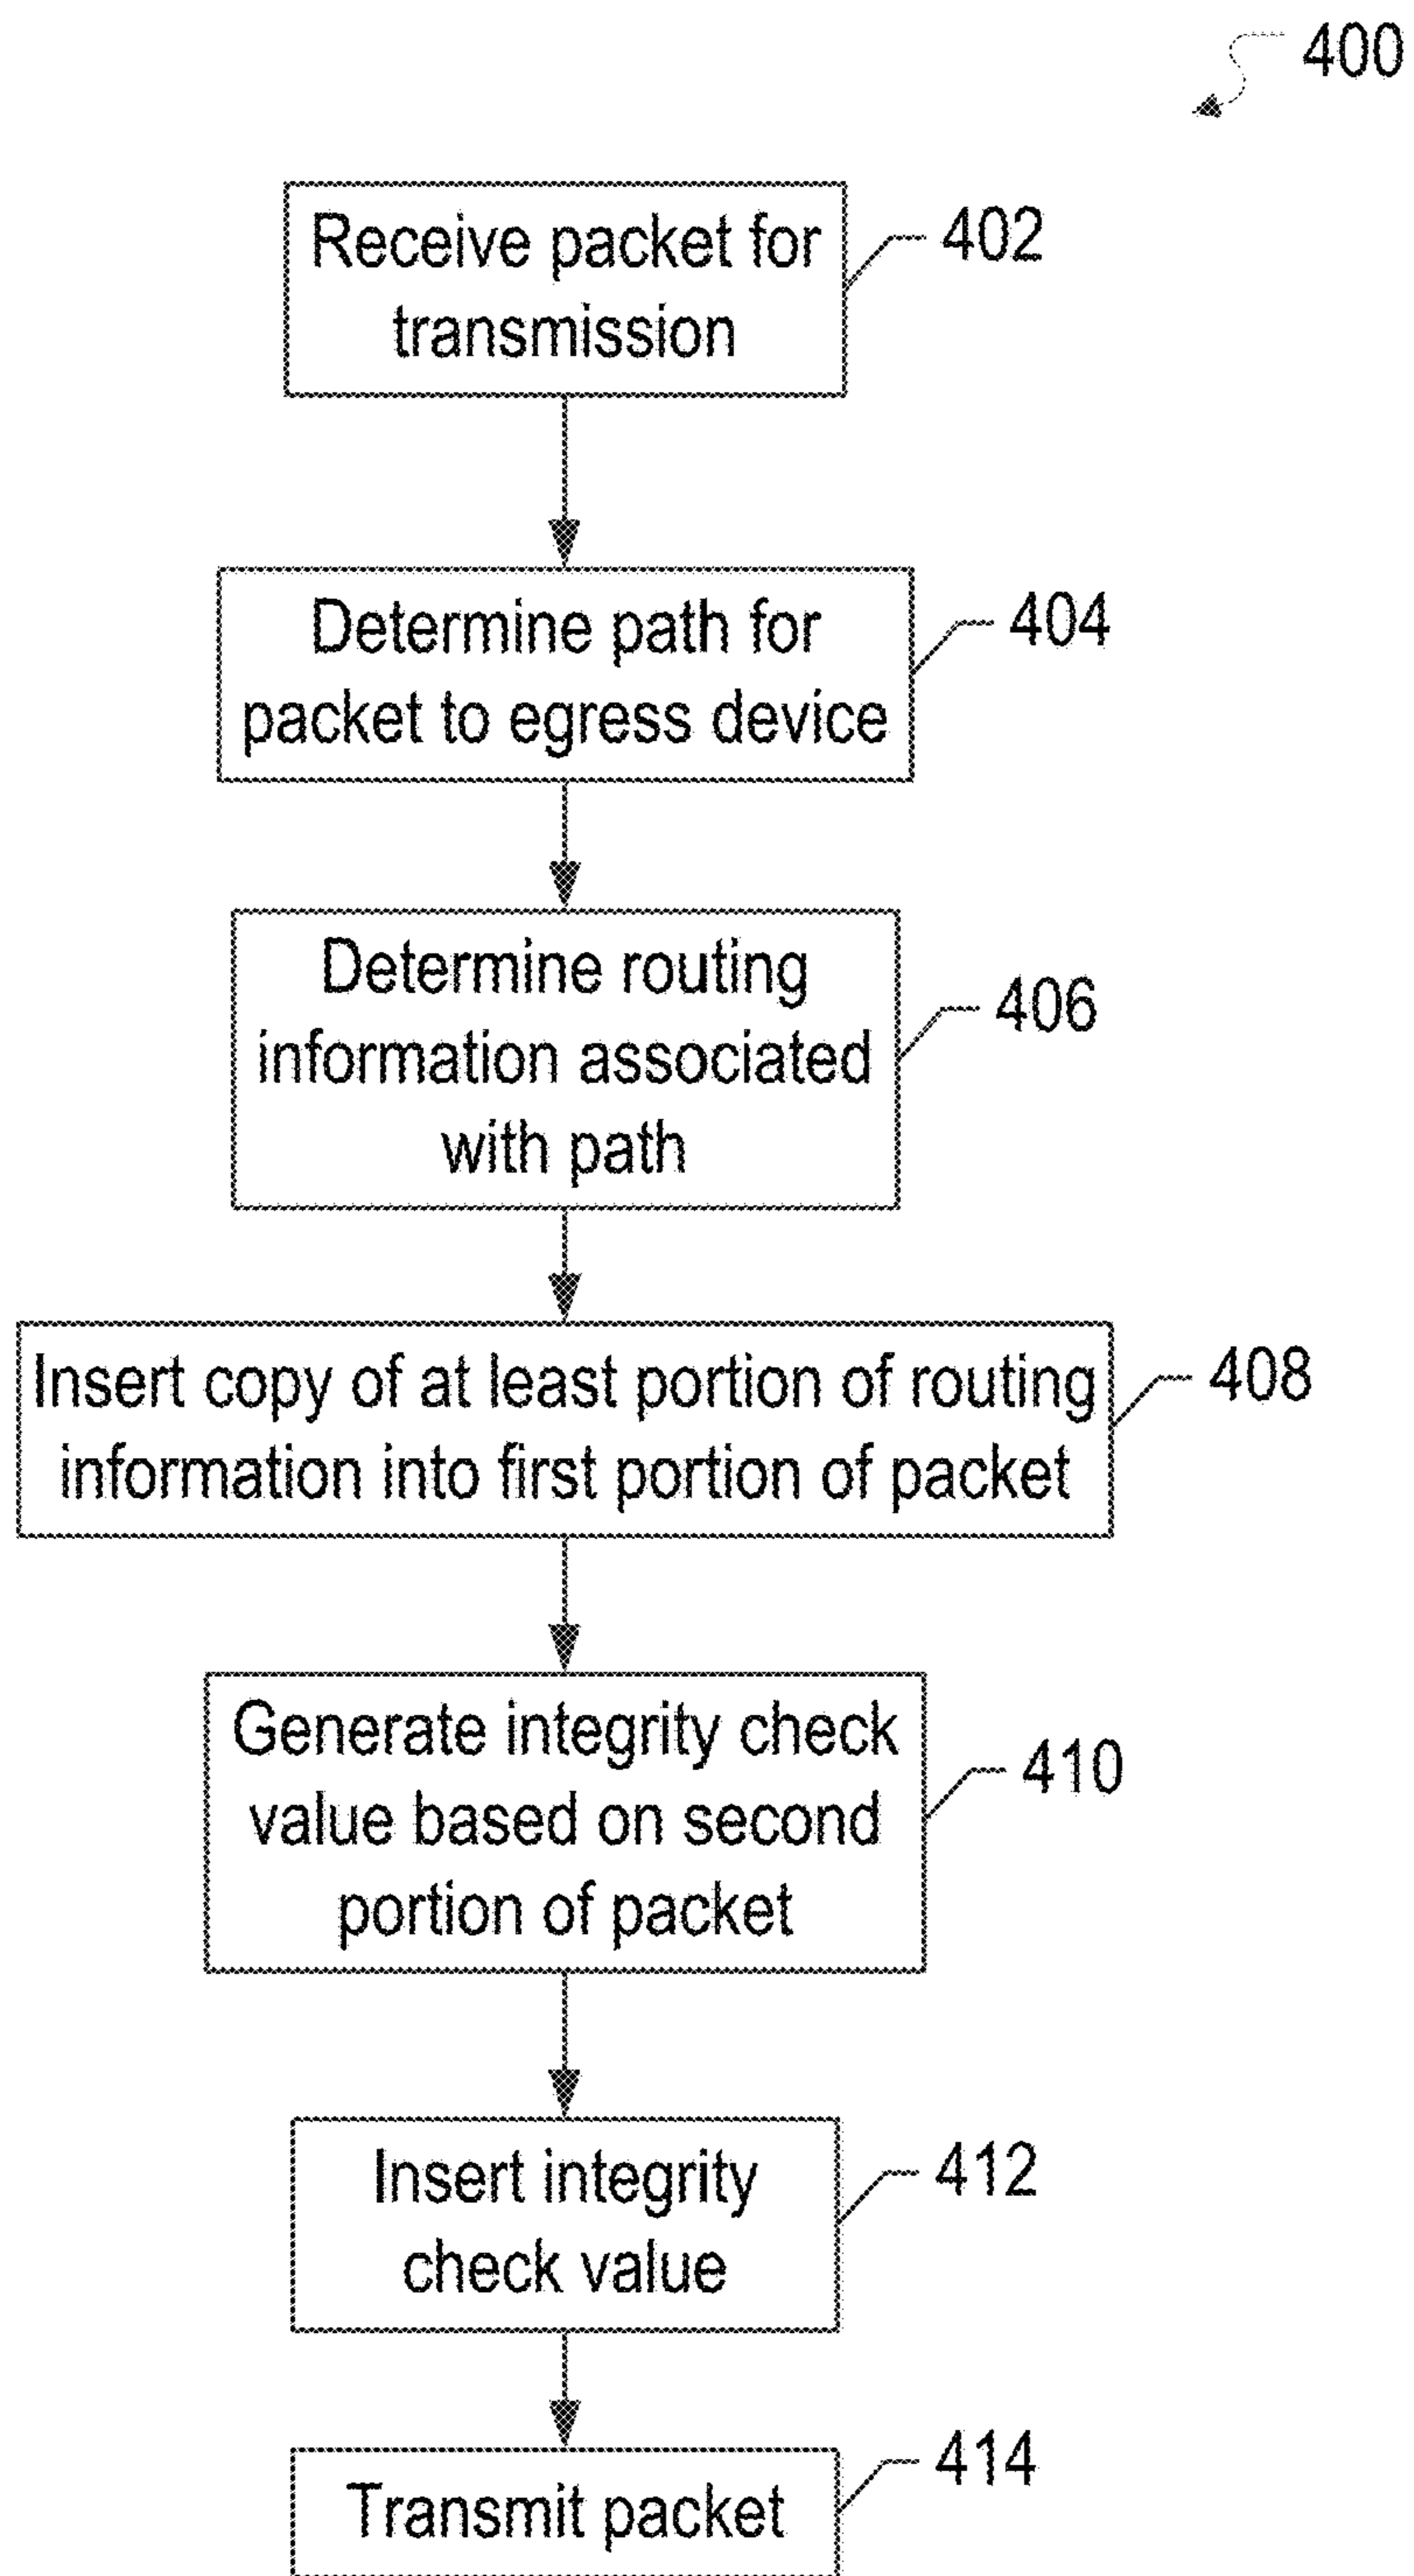 400
Receive packet for
transmission
402
Determine path for
packet to egress device
404
Determine routing
information associated
with path
406
Insert copy of at least portion of routing
information into first portion of packet
408
Generate integrity check
value based on second
portion of packet
410
Insert integrity
check value
412
Transmit packet
414